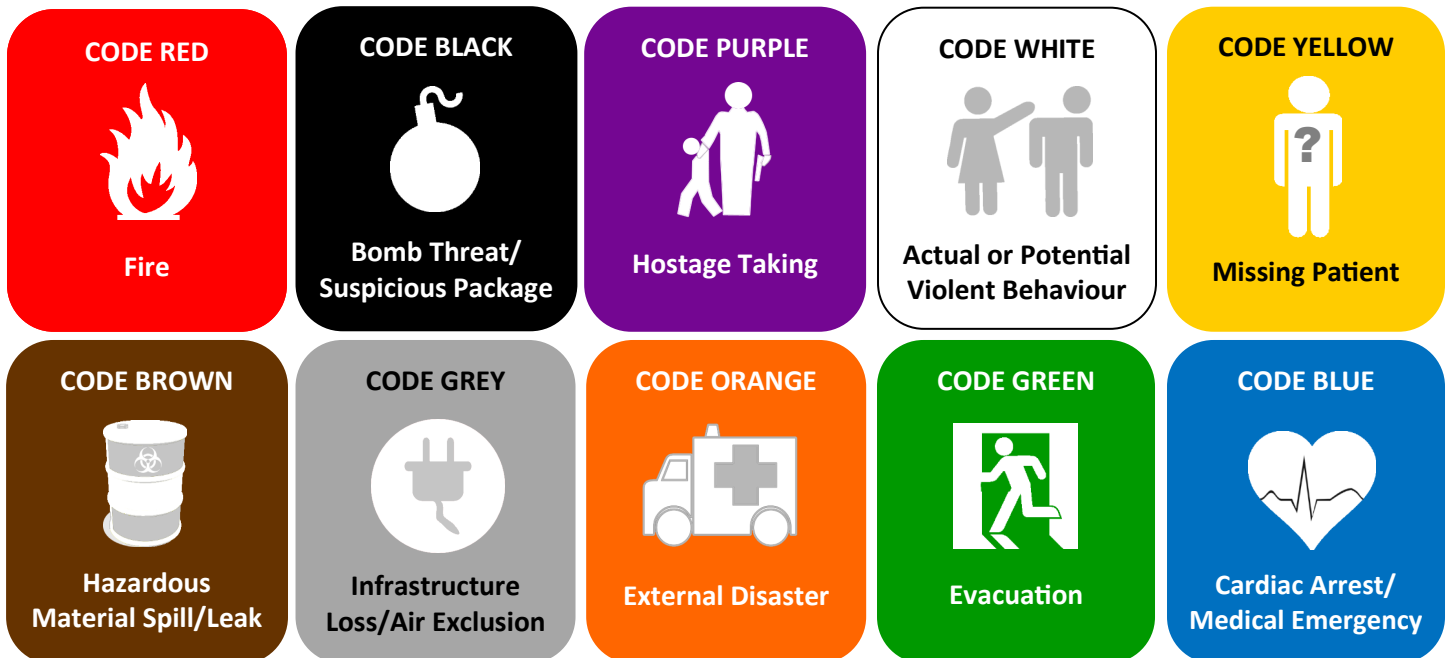 CODE RED
Fire
CODE BLACK
Bomb Threat/
Suspicious Package
CODE PURPLE
Hostage Taking
CODE WHITE
Actual or Potential
Violent Behaviour
CODE YELLOW
?
Missing Patient
CODE BROWN
Hazardous
Material Spill/Leak
CODE GREY
Infrastructure
Loss/Air Exclusion
CODE ORANGE
External Disaster
CODE GREEN
Evacuation
CODE BLUE
Cardiac Arrest/
Medical Emergency